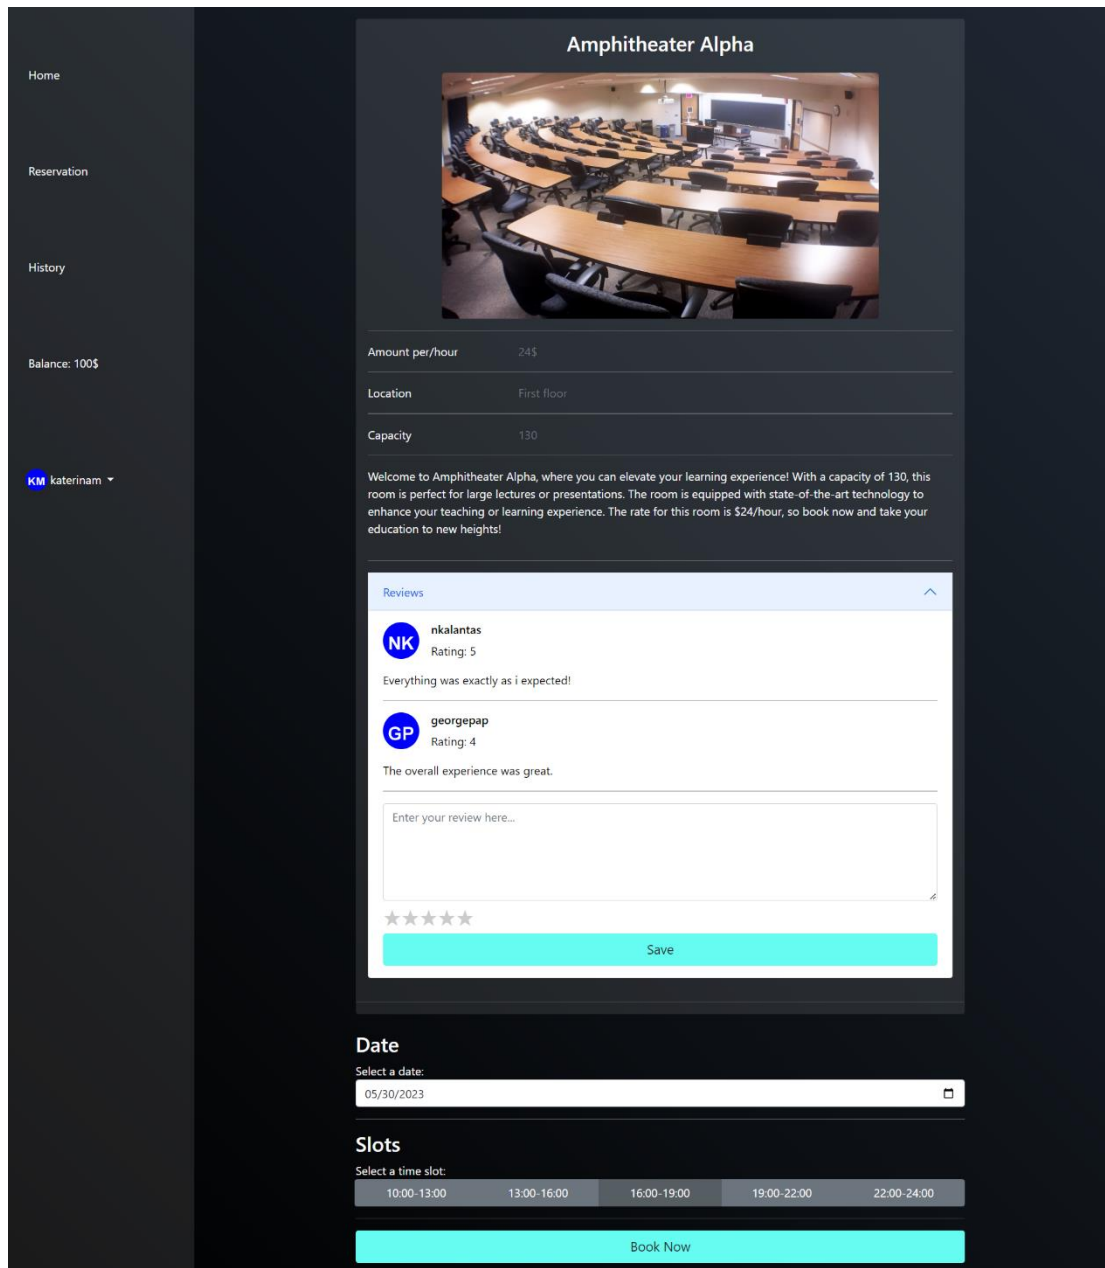 Home
Reservation
History
Balance: 100$
KM katerinam
Amphitheater Alpha
Amount per/hour 24$
Location First floor
Capacity 130
Welcome to Amphitheater Alpha, where you can elevate your learning experience! With a capacity of 130, this
room is perfect for large lectures or presentations. The room is equipped with state-of-the-art technology to
enhance your teaching or learning experience. The rate for this room is $24/hour, so book now and take your
education to new heights!
Reviews
NK nkalantas
Rating: 5
Everything was exactly as i expected!
GP georgepap
Rating: 4
The overall experience was great.
Enter your review here...
Save
Date
Select a date:
05/30/2023
Slots
Select a time slot:
10:00-13:00 13:00-16:00 16:00-19:00 19:00-22:00 22:00-24:00
Book Now